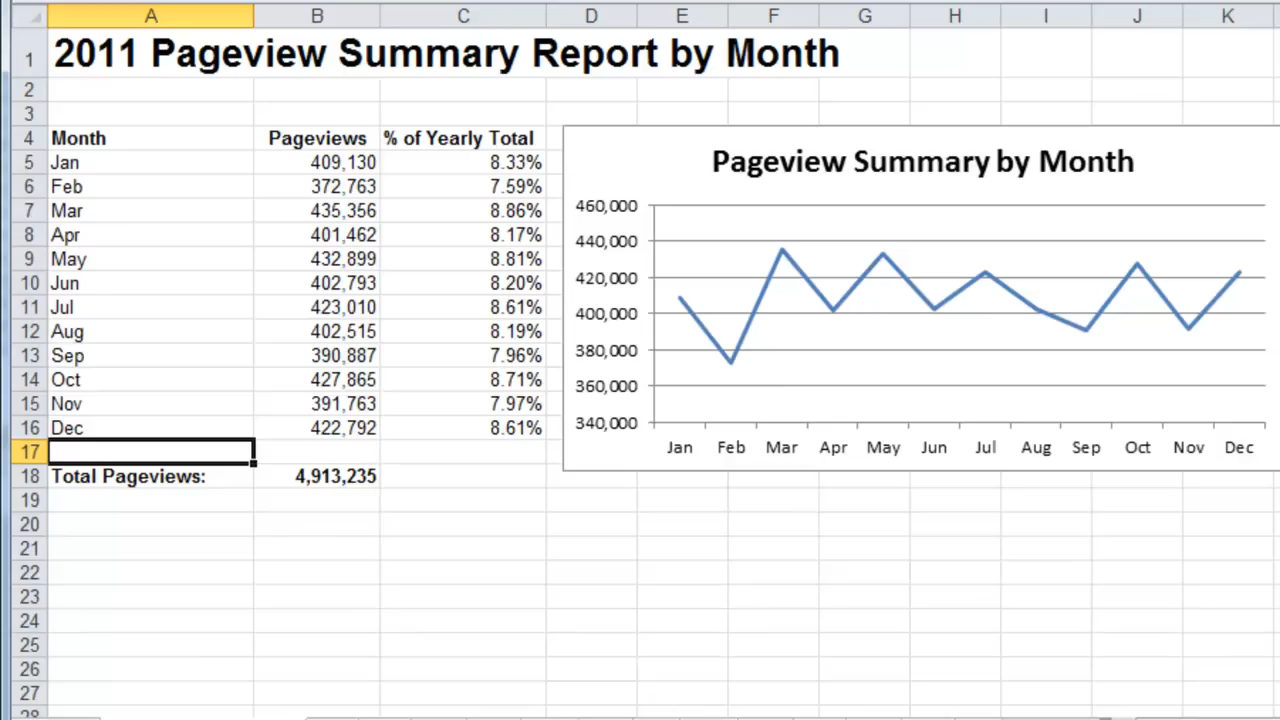 A B C D E F G H I J K
1 2011 Pageview Summary Report by Month
2
3
4 Month Pageviews % of Yearly Total
5 Jan 409,130 8.33%
6 Feb 372,763 7.59%
7 Mar 435,356 8.86%
8 Apr 401,462 8.17%
9 May 432,899 8.81%
10 Jun 402,793 8.20%
11 Jul 423,010 8.61%
12 Aug 402,515 8.19%
13 Sep 390,887 7.96%
14 Oct 427,865 8.71%
15 Nov 391,763 7.97%
16 Dec 422,792 8.61%
17
18 Total Pageviews: 4,913,235
19
20
21
22
23
24
25
26
27
28
Pageview Summary by Month
460,000
440,000
420,000
400,000
380,000
360,000
340,000
Jan Feb Mar Apr May Jun Jul Aug Sep Oct Nov Dec